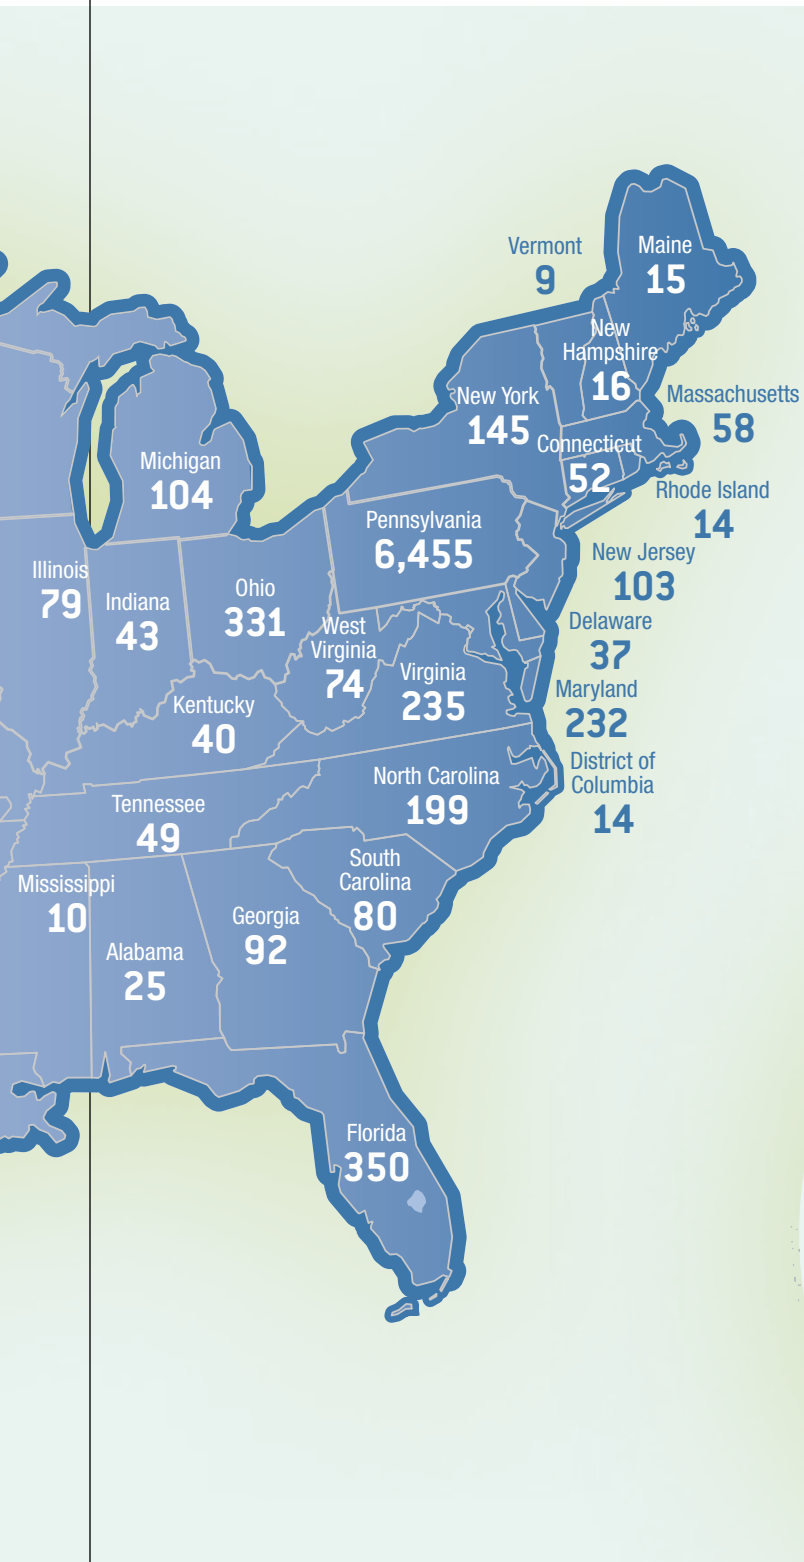 Vermont
9
Maine
15
New
Hampshire
16
New York
145
Massachusetts
58
Connecticut
52
Rhode Island
14
Michigan
104
Pennsylvania
6,455
New Jersey
103
Illinois
79
Indiana
43
Ohio
331
West
Virginia
74
Delaware
37
Virginia
235
Maryland
232
Kentucky
40
District of
Columbia
14
North Carolina
199
Tennessee
49
South
Carolina
80
Mississippi
10
Georgia
92
Alabama
25
Florida
350